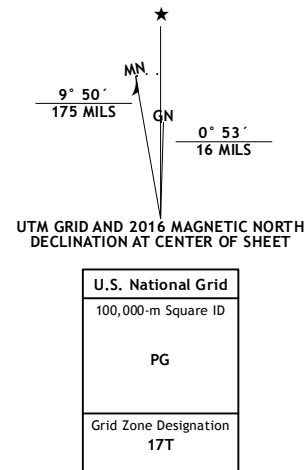 ★
MN
GN
9° 50´
175 MILS
0° 53´
16 MILS
UTM GRID AND 2016 MAGNETIC NORTH
DECLINATION AT CENTER OF SHEET
U.S. National Grid
100,000-m Square ID
PG
Grid Zone Designation
17T